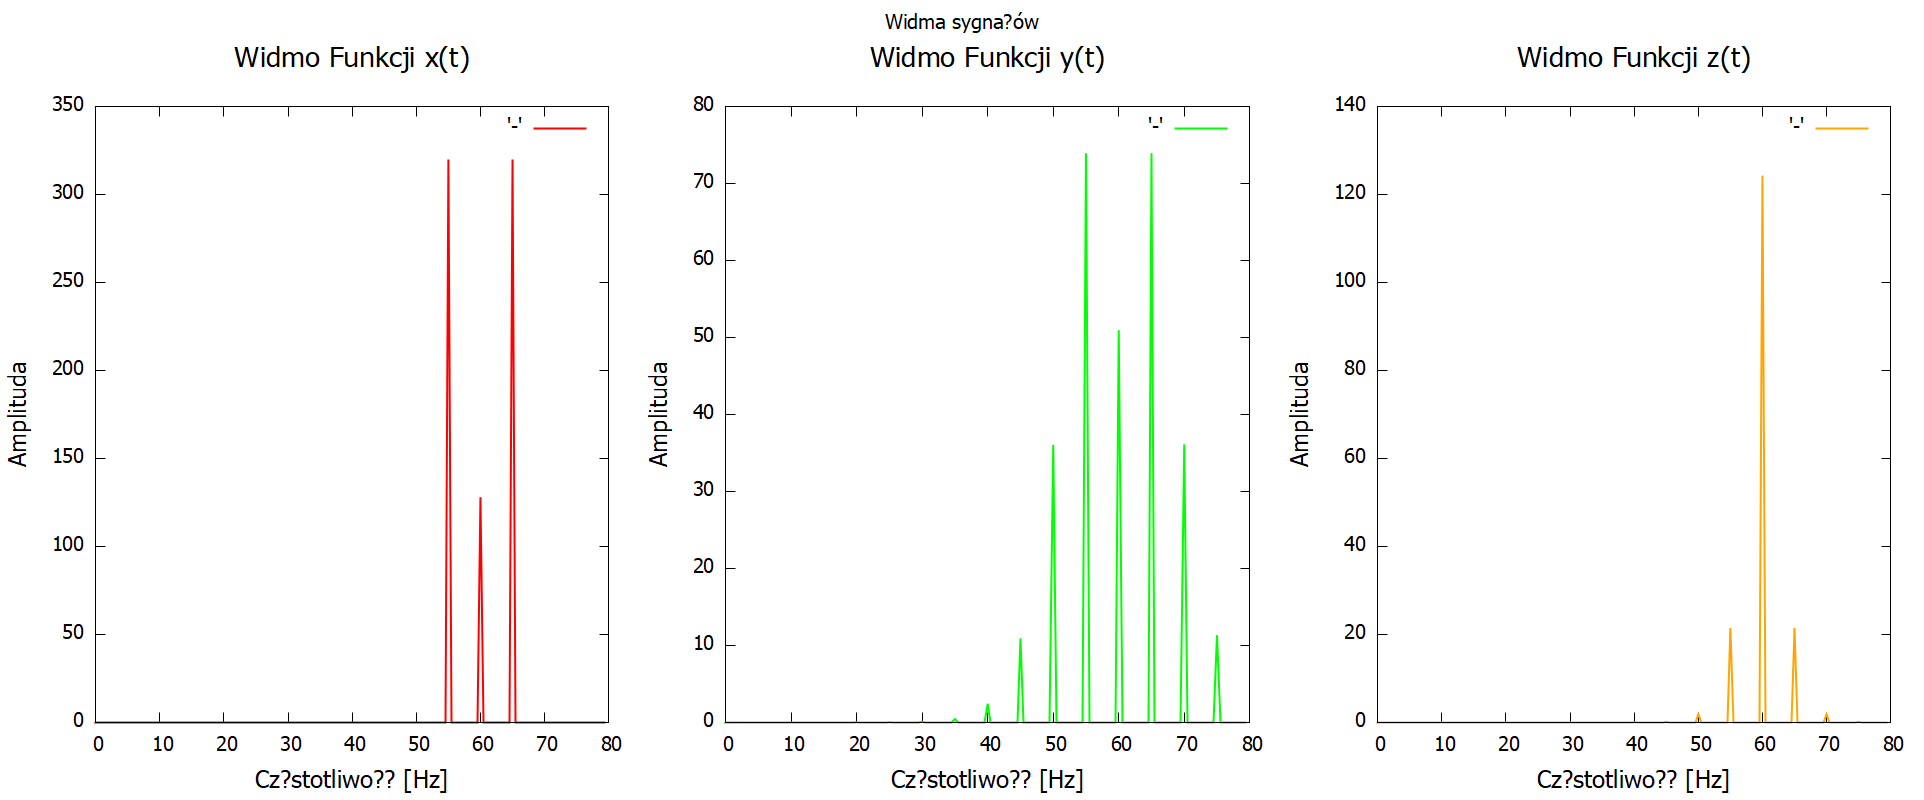 Widma sygna?ów
Widmo Funkcji x(t)
350
300
250
200
150
100
50
0
0 10 20 30 40 50 60 70 80
'-'
Amplituda
Cz?stotliwo?? [Hz]
Widmo Funkcji y(t)
80
70
60
50
40
30
20
10
0
0 10 20 30 40 50 60 70 80
'-'
Amplituda
Cz?stotliwo?? [Hz]
Widmo Funkcji z(t)
140
120
100
80
60
40
20
0
0 10 20 30 40 50 60 70 80
'-'
Amplituda
Cz?stotliwo?? [Hz]